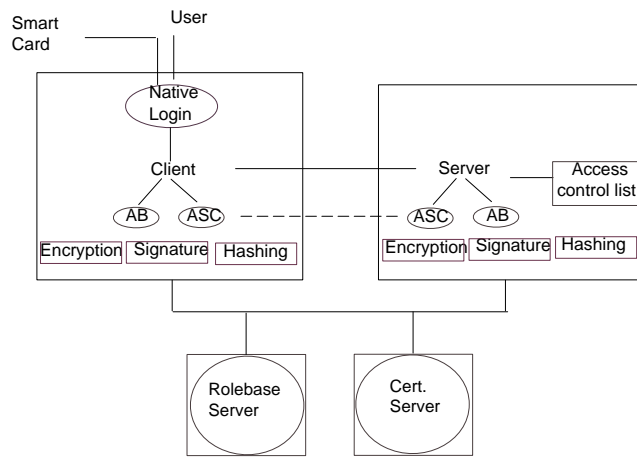 Smart
Card
User
Native
Login
Client
AB
ASC
Encryption
Signature
Hashing
Server
Access
control list
ASC
AB
Encryption
Signature
Hashing
Rolebase
Server
Cert.
Server